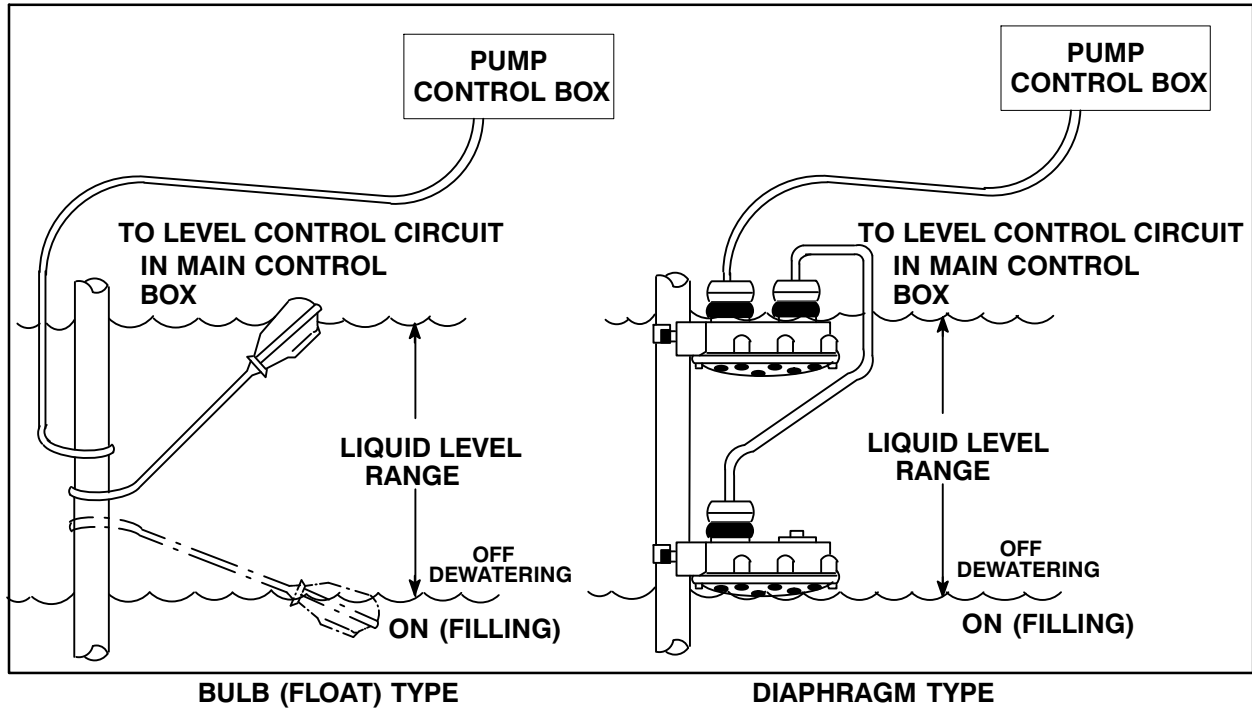 PUMP
CONTROL BOX
TO LEVEL CONTROL CIRCUIT
IN MAIN CONTROL
BOX
LIQUID LEVEL
RANGE
OFF
DEWATERING
ON (FILLING)
BULB (FLOAT) TYPE
PUMP
CONTROL BOX
TO LEVEL CONTROL CIRCUIT
IN MAIN CONTROL
BOX
LIQUID LEVEL
RANGE
OFF
DEWATERING
ON (FILLING)
DIAPHRAGM TYPE